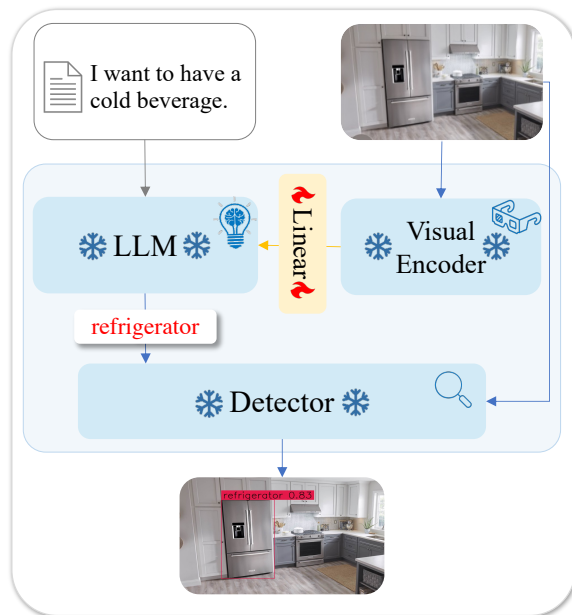 I want to have a
cold beverage.
LLM
Linear
Visual
Encoder
refrigerator
Detector
refrigerator 0.83